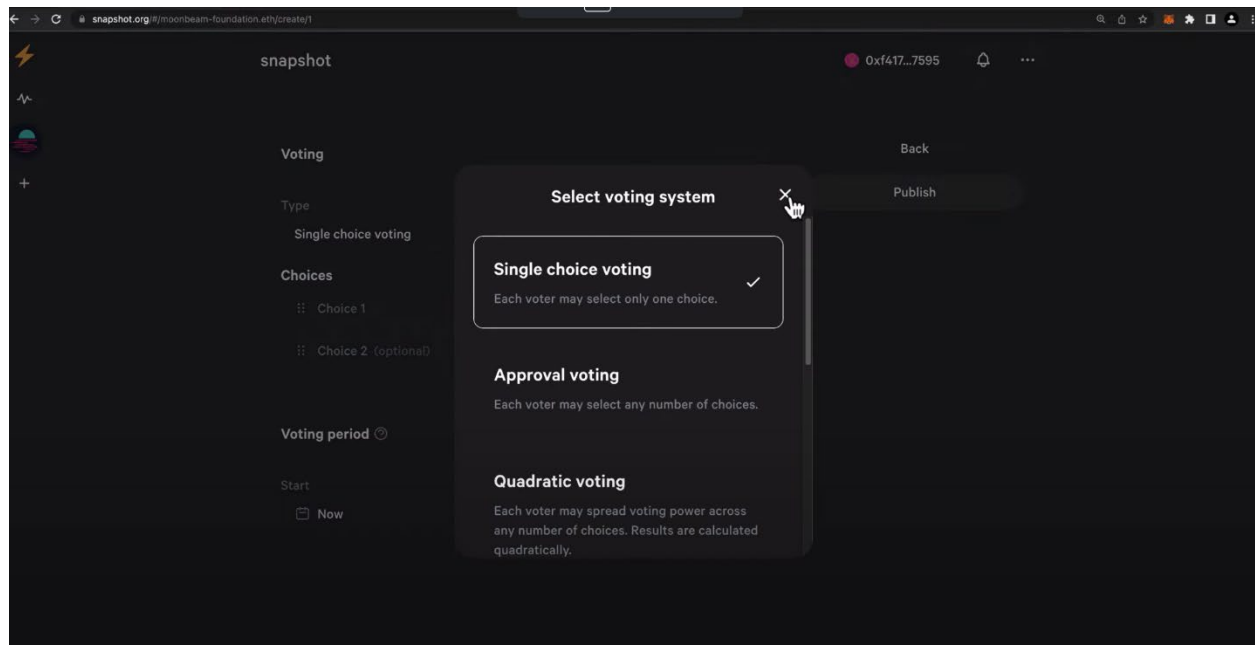 snapshot.org/#/moonbeam-foundation.eth/create/1
snapshot
0xf417...7595
Voting
Back
Publish
Type
Single choice voting
Choices
Choice 1
Choice 2 (optional)
Voting period
Start
Now
Select voting system
Single choice voting
Each voter may select only one choice.
Approval voting
Each voter may select any number of choices.
Quadratic voting
Each voter may spread voting power across
any number of choices. Results are calculated
quadratically.